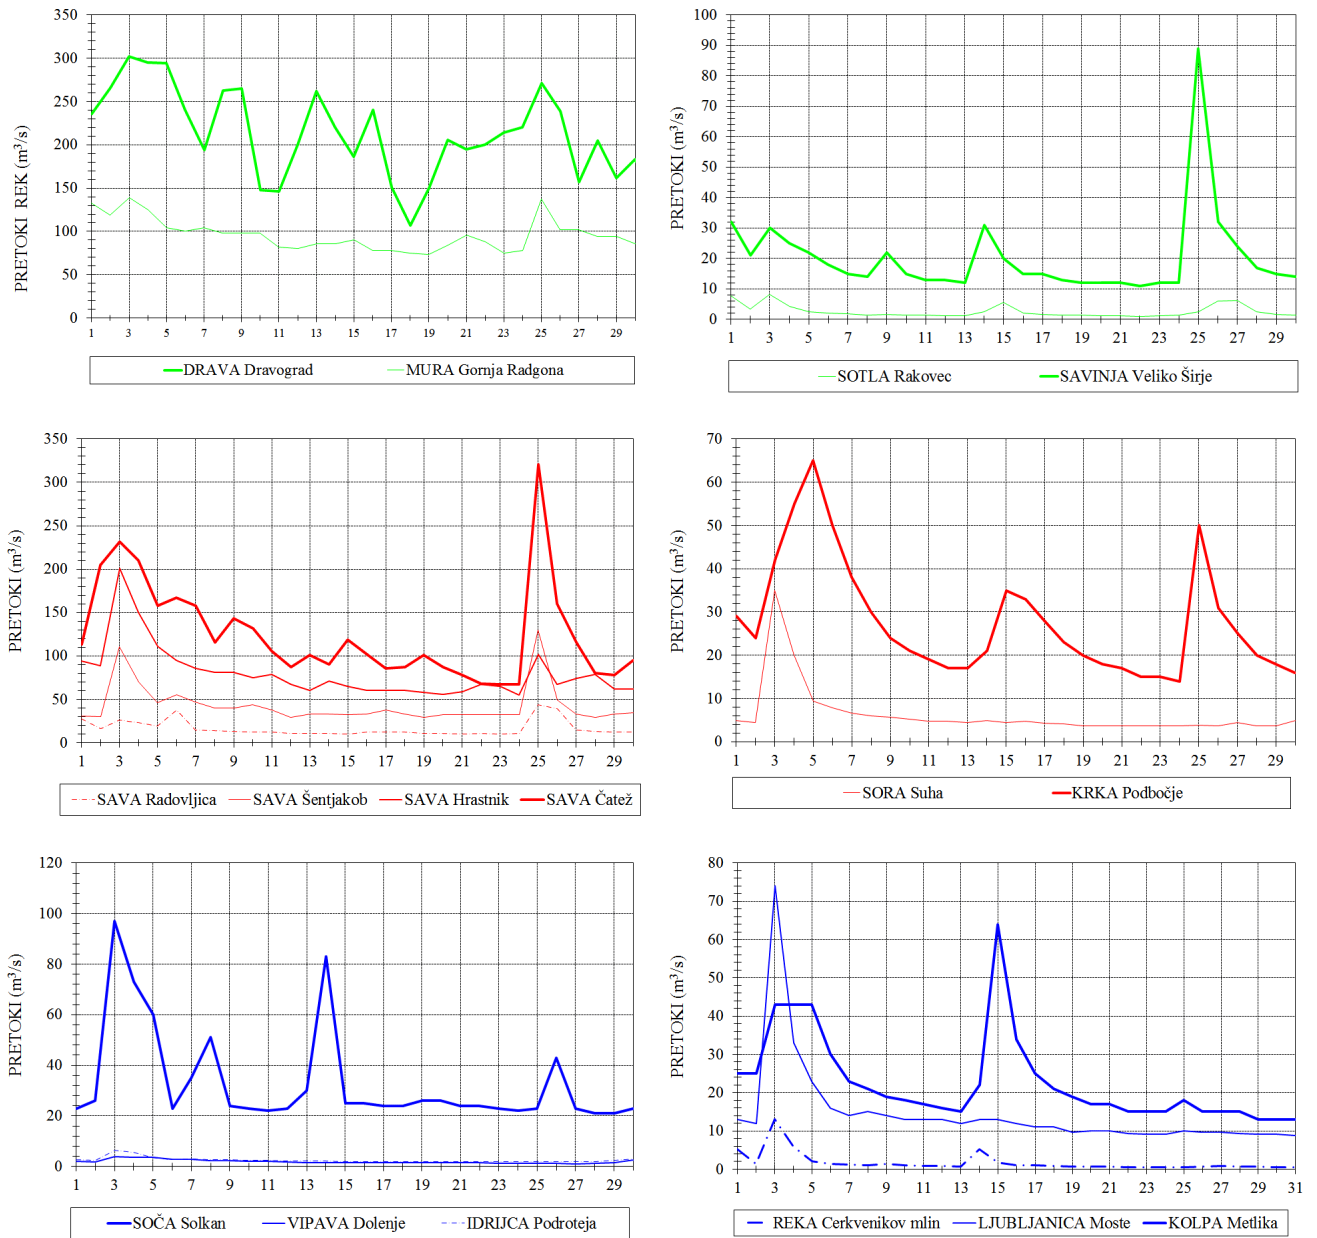 PRETOKI REK (m³/s)
350
300
250
200
150
100
50
0
1 3 5 7 9 11 13 15 17 19 21 23 25 27 29
DRAVA Dravograd MURA Gornja Radgona
PRETOKI (m³/s)
100
90
80
70
60
50
40
30
20
10
0
1 3 5 7 9 11 13 15 17 19 21 23 25 27 29
SOTLA Rakovec SAVINJA Veliko Širje
PRETOKI (m³/s)
350
300
250
200
150
100
50
0
1 3 5 7 9 11 13 15 17 19 21 23 25 27 29
SAVA Radovljica SAVA Šentjakob SAVA Hrastnik SAVA Čatež
PRETOKI (m³/s)
70
60
50
40
30
20
10
0
1 3 5 7 9 11 13 15 17 19 21 23 25 27 29
SORA Suha KRKA Podbočje
PRETOKI (m³/s)
120
100
80
60
40
20
0
1 3 5 7 9 11 13 15 17 19 21 23 25 27 29
SOČA Solkan VIPAVA Dolenje IDRIJCA Podroteja
PRETOKI (m³/s)
80
70
60
50
40
30
20
10
0
1 3 5 7 9 11 13 15 17 19 21 23 25 27 29 31
REKA Cerkvenikov mlin LJUBLJANICA Moste KOLPA Metlika